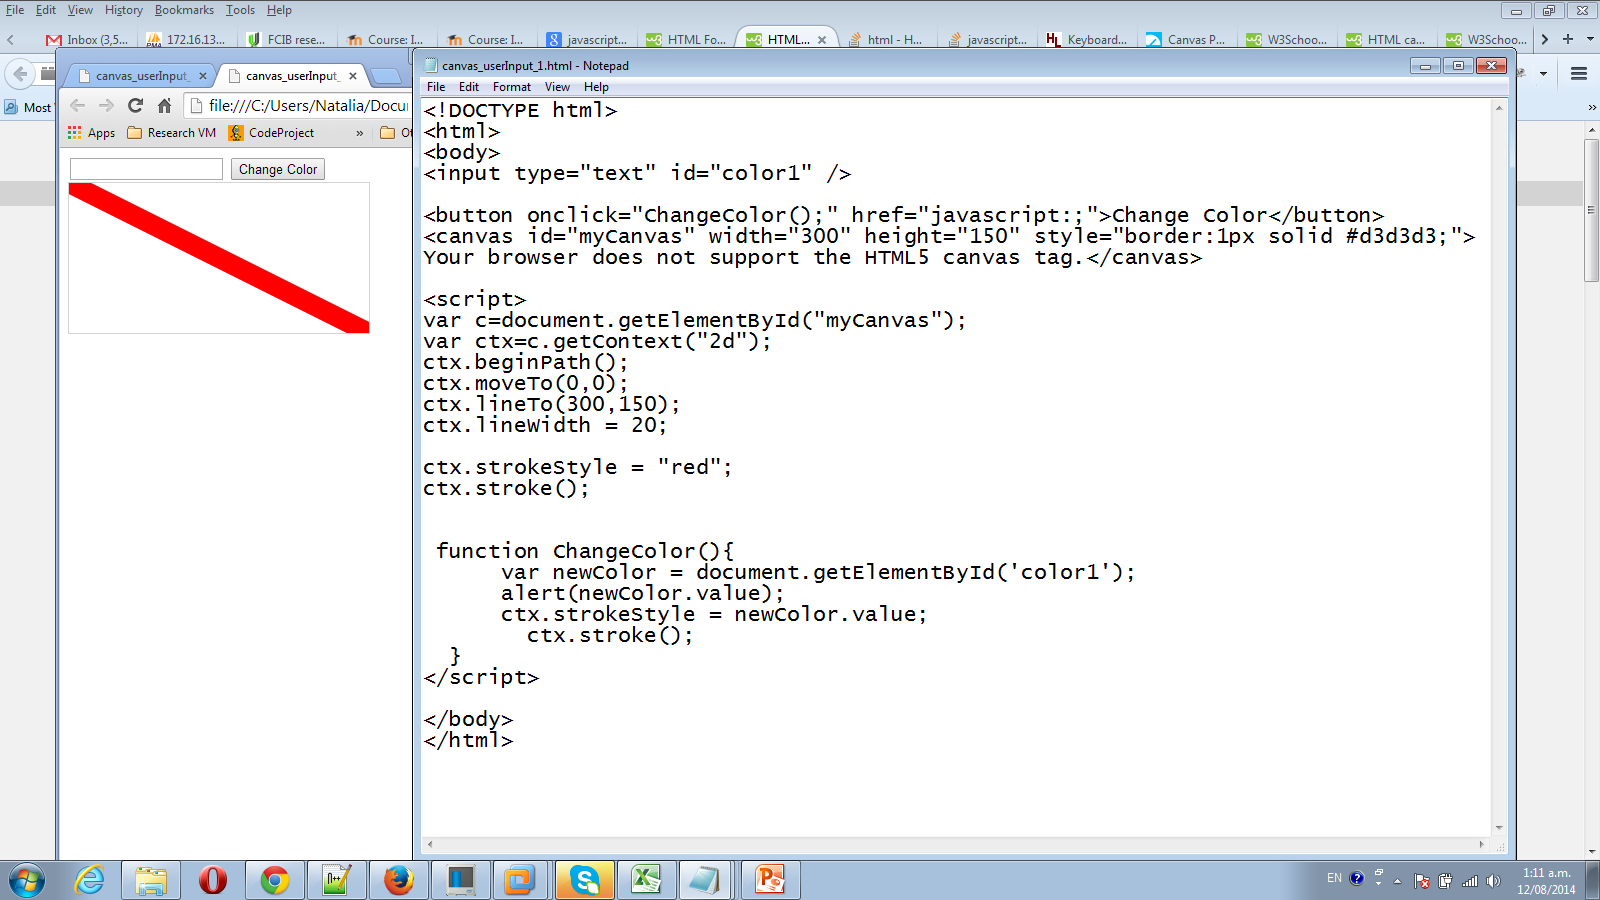 File Edit View History Bookmarks Tools Help
Inbox (3,5... 172.16.13... FCIB rese... Course: I... Course: I... javascript... HTML Fo... HTML... html - H... javascript... Keyboard... Canvas P... W3Schoo... HTML ca... W3Schoo...
canvas_userInput_ canvas_userInput_
canvas_userInput_1.html - Notepad
file:///C:/Users/Natalia/Docu
File Edit Format View Help
Most
Apps Research VM CodeProject » Ot
Change Color
<!DOCTYPE html>
<html>
<body>
<input type="text" id="color1" />
<button onclick="ChangeColor();" href="javascript:;">Change Color</button>
<canvas id="myCanvas" width="300" height="150" style="border:1px solid #d3d3d3;">
Your browser does not support the HTML5 canvas tag.</canvas>
<script>
var c=document.getElementById("myCanvas");
var ctx=c.getContext("2d");
ctx.beginPath();
ctx.moveTo(0,0);
ctx.lineTo(300,150);
ctx.lineWidth = 20;
ctx.strokeStyle = "red";
ctx.stroke();
function ChangeColor(){
var newColor = document.getElementById('color1');
alert(newColor.value);
ctx.strokeStyle = newColor.value;
ctx.stroke();
}
</script>
</body>
</html>
EN
1:11 a.m.
12/08/2014